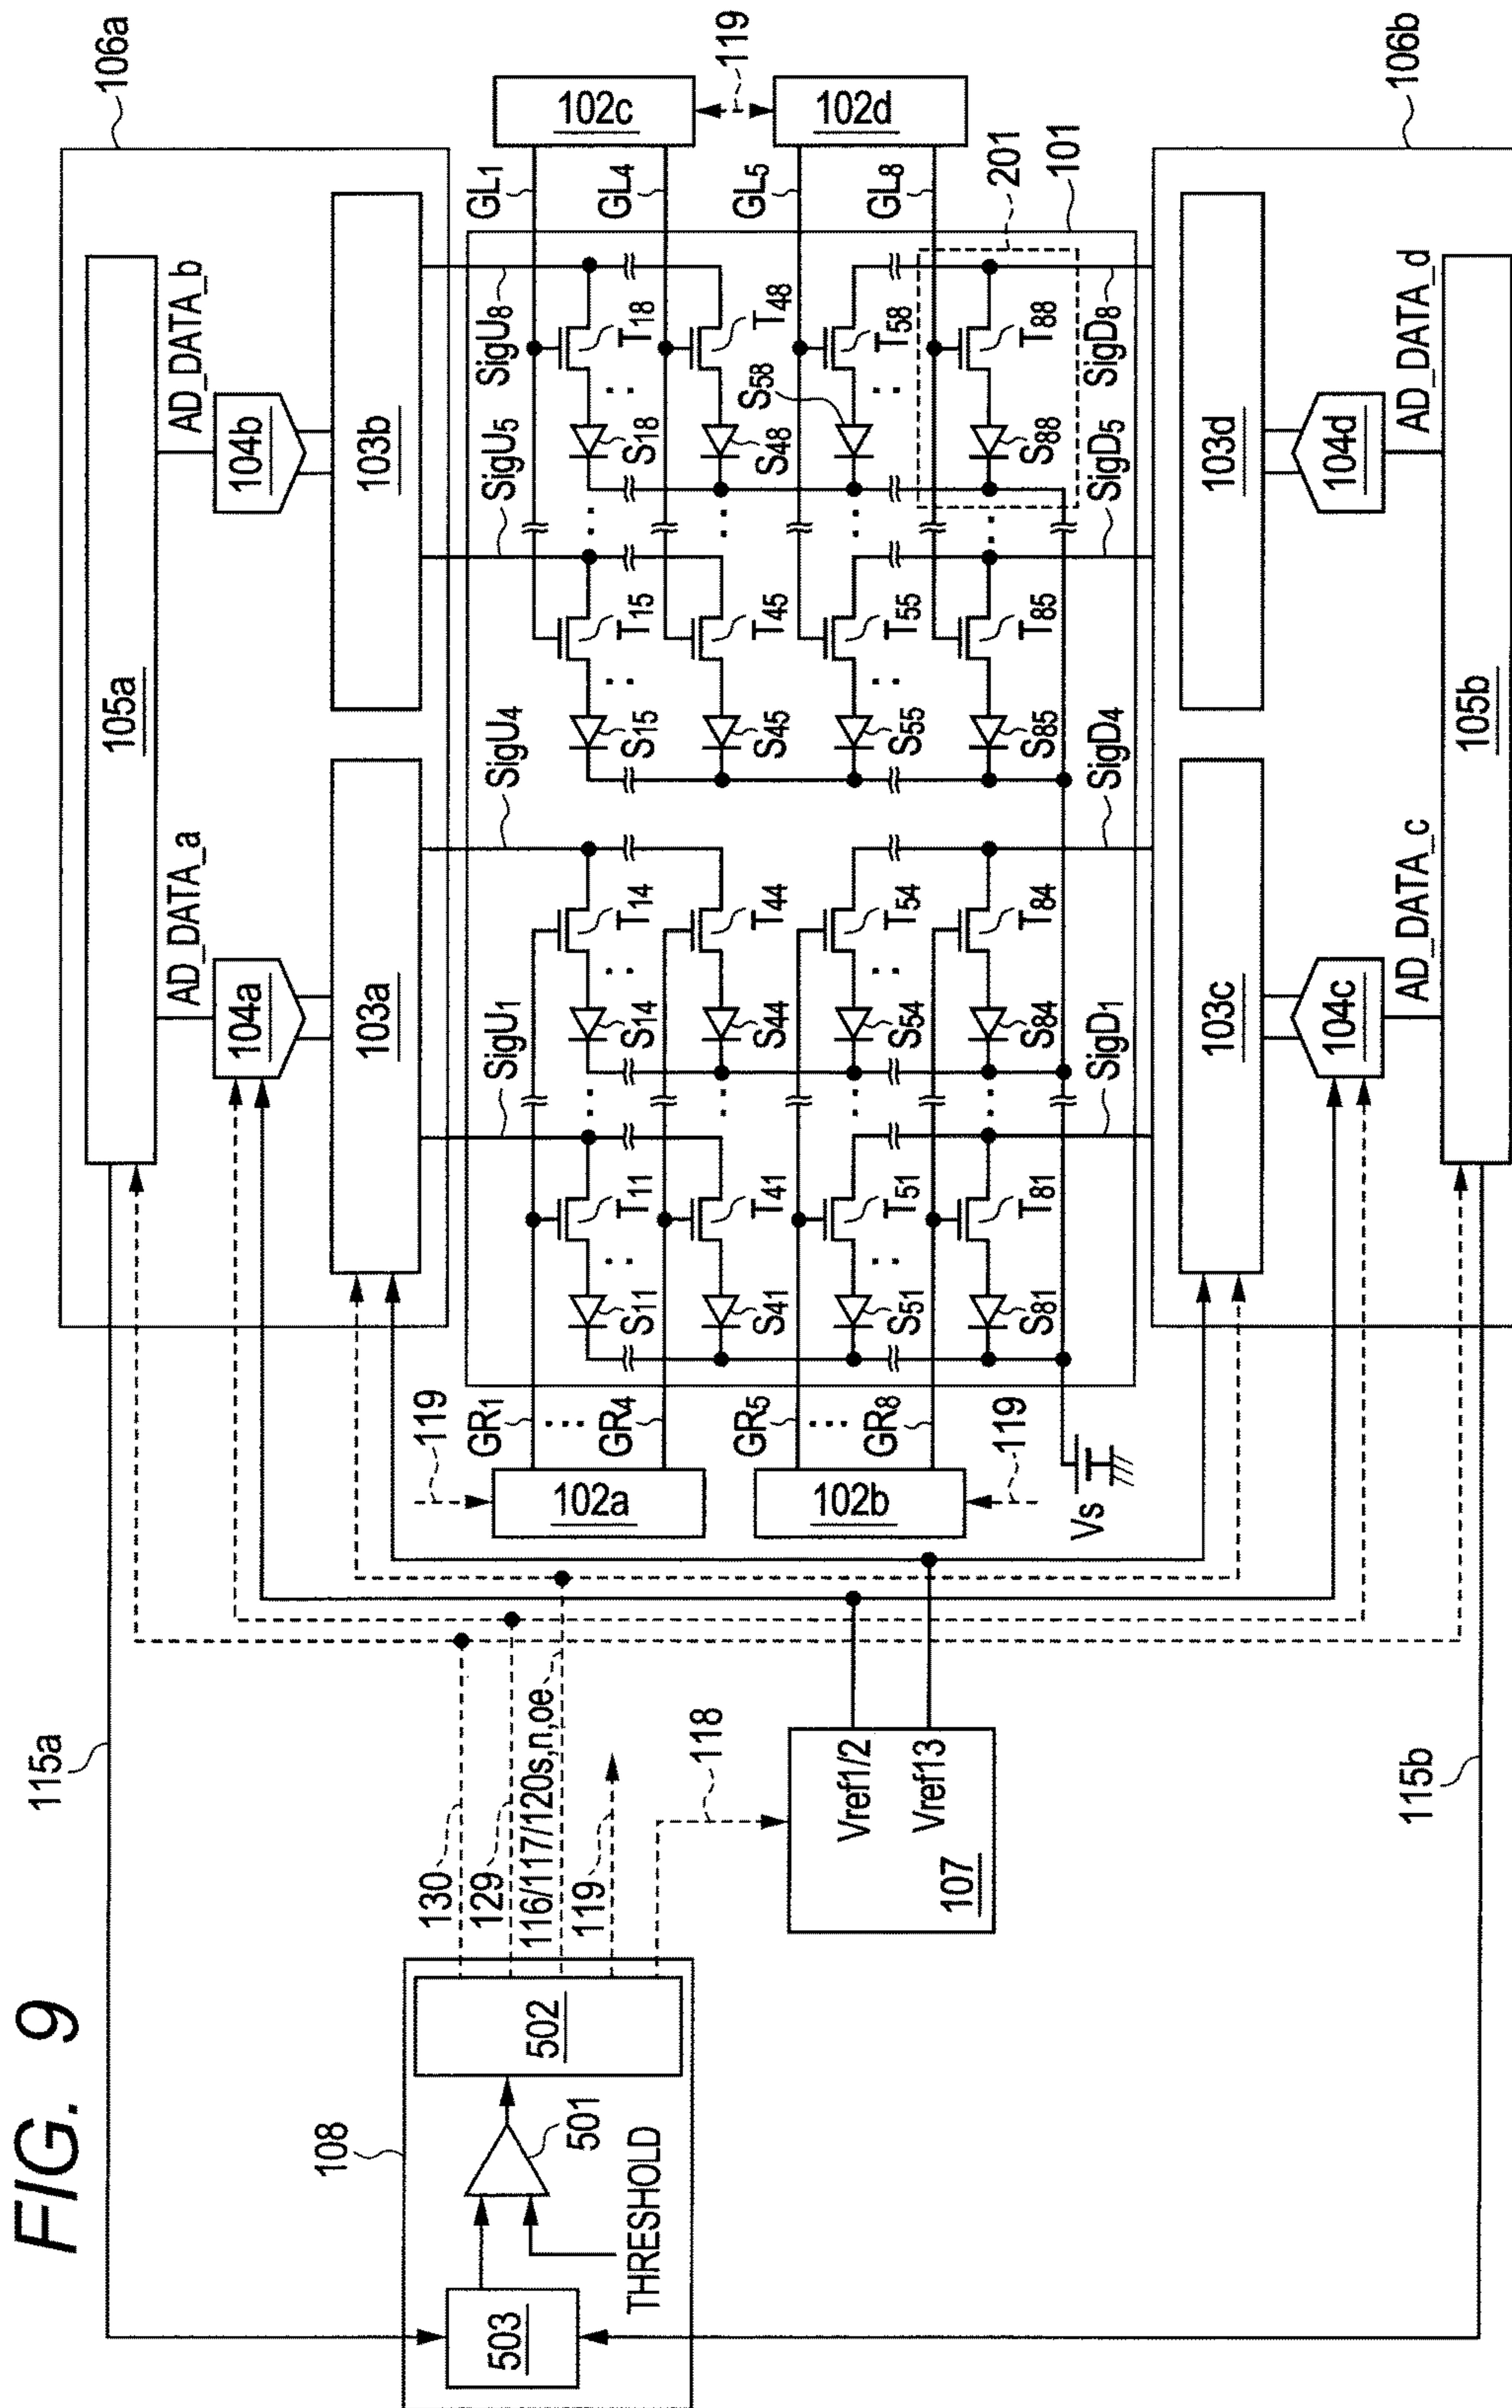 FIG. 9
106a
105a
AD_DATA_a
AD_DATA_b
104a
104b
103a
103b
115a
108
503
501
502
THRESHOLD
130
129
116/117/120s,n,oe
119
118
107
Vref1/2
Vref13
119
102a
102b
119
Vs
GR1
GR4
GR5
GR8
SigU1
SigU4
SigU5
SigU8
GL1
GL4
GL5
GL8
102c
102d
119
201
101
S11
T11
S14
T14
S15
T15
S18
T18
S41
T41
S44
T44
S45
T45
S48
T48
S51
T51
S54
T54
S55
T55
S58
T58
S81
T81
S84
T84
S85
T85
S88
T88
SigD1
SigD4
SigD5
SigD8
103c
103d
104c
104d
AD_DATA_c
AD_DATA_d
105b
106b
115b